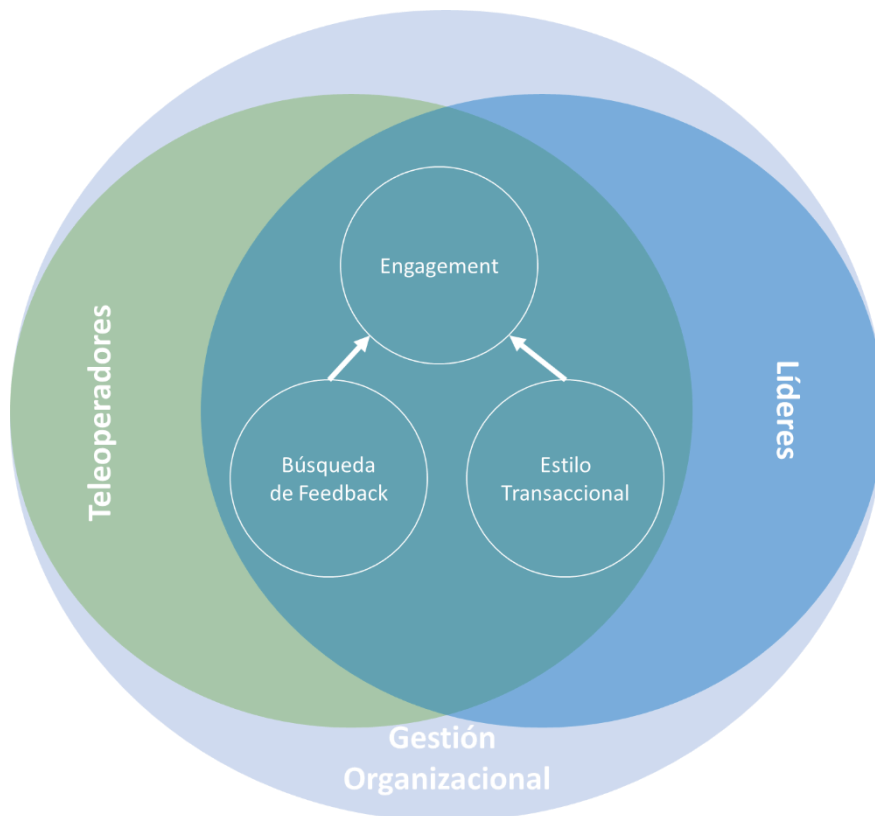 Engagement
Teleoperadores
Líderes
Búsqueda
de Feedback
Estilo
Transaccional
Gestión
Organizacional